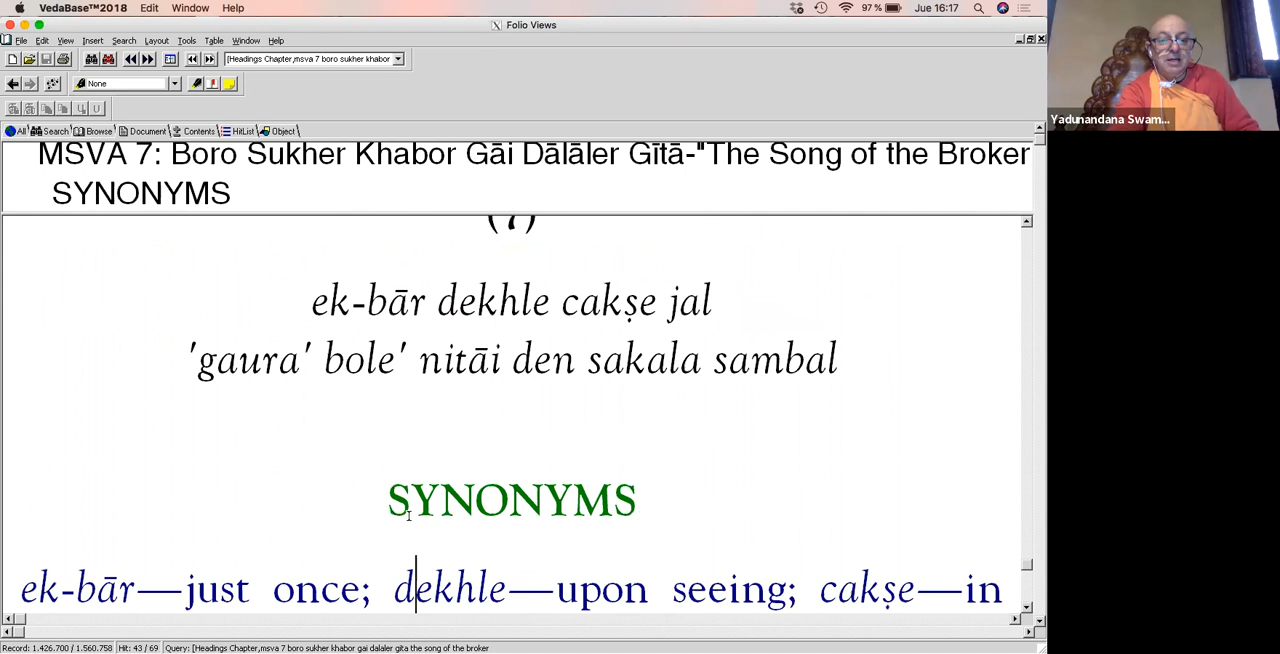 VedaBase™2018 Edit Window Help 97 % Jue 16:17
Folio Views
File Edit View Insert Search Layout Tools Table Window Help
[Headings Chapter,msva 7 boro sukher khabor
None
All Search Browse Document Contents HitList Object
MSVA 7: Boro Sukher Khabor Gāi Dālāler Gītā-"The Song of the Broker
SYNONYMS
(7)
ek-bār dekhle cakṣe jal
'gaura' bole' nitāi den sakala sambal
SYNONYMS
ek-bār—just once; dekhle—upon seeing; cakṣe—in
Record: 1.426.700 / 1.560.758 Hit: 43 / 69 Query: [Headings Chapter,msva 7 boro sukher khabor gai dalaler gita the song of the broker
Yadunandana Swam...